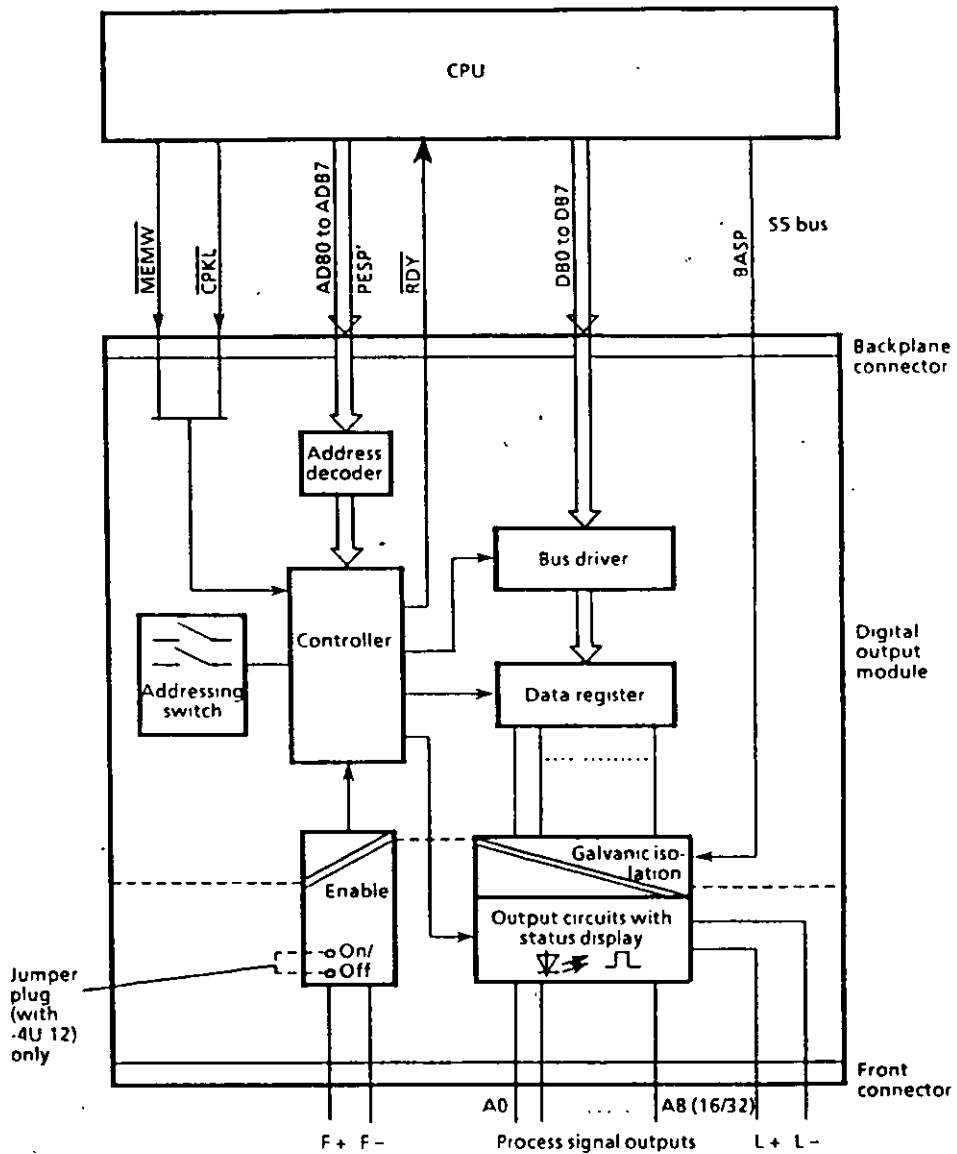 CPU
MEMW
CPKL
ADB0 to ADB7
PESP'
RDY
DB0 to DB7
BASP
S5 bus
Backplane
connector
Address
decoder
Bus driver
Controller
Addressing
switch
Data register
Digital
output
module
.... .........
Galvanic iso-
lation
Enable
Output circuits with
status display
On/
Off
Jumper
plug
(with
-4U 12)
only
Front
connector
A0
.... .
A8 (16/32)
F + F -
Process signal outputs
L + L -